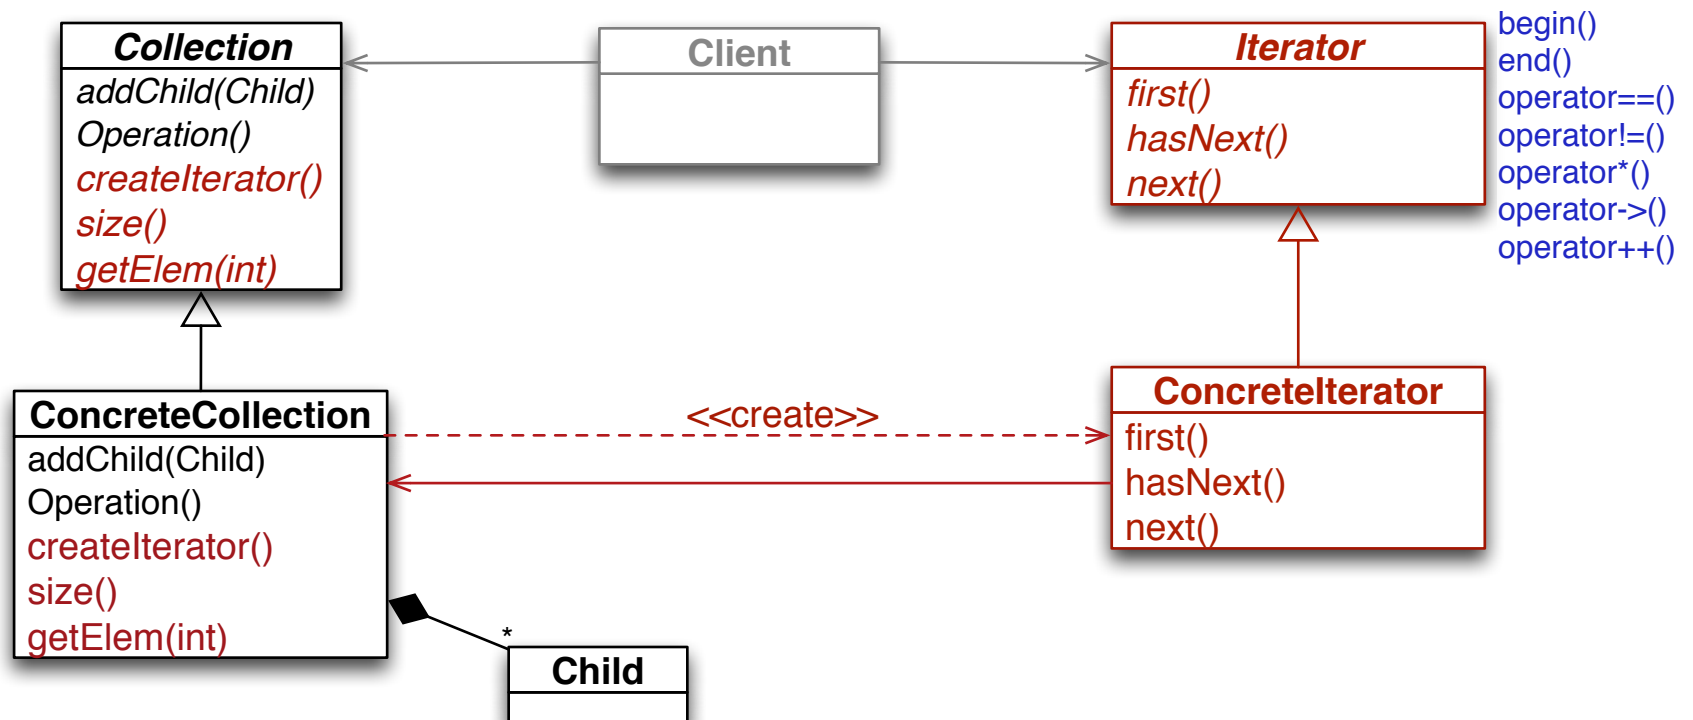 Collection
addChild(Child)
Operation()
createIterator()
size()
getElem(int)
Client
Iterator
first()
hasNext()
next()
begin()
end()
operator==()
operator!=()
operator*()
operator->()
operator++()
ConcreteCollection
addChild(Child)
Operation()
createIterator()
size()
getElem(int)
<<create>>
ConcreteIterator
first()
hasNext()
next()
*
Child